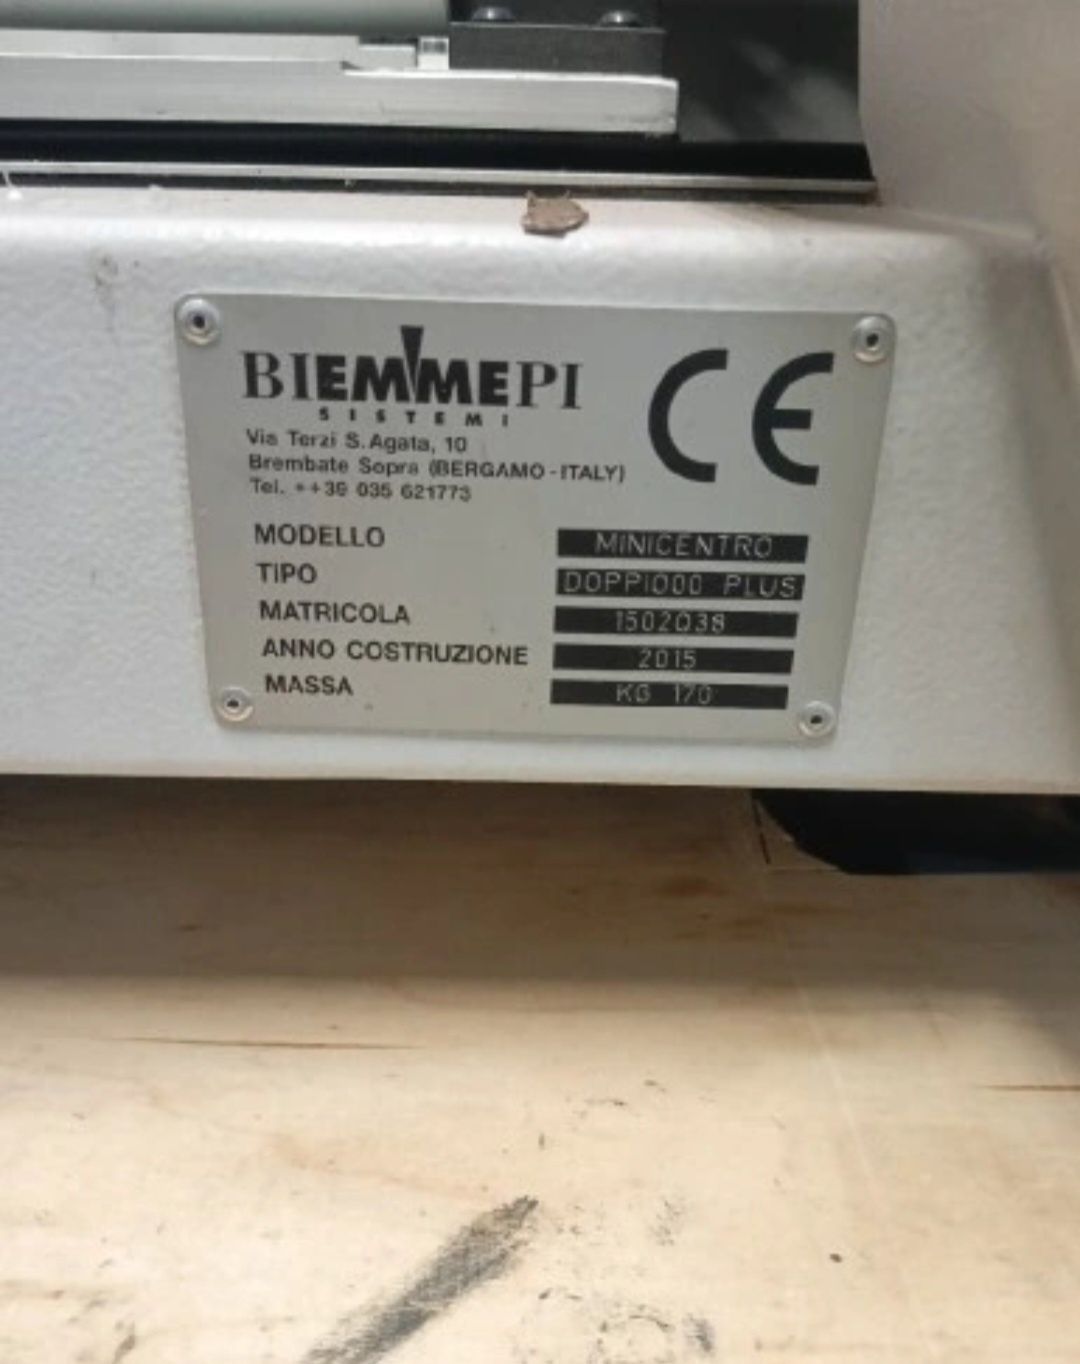 BIEMMEPI
SISTEMI
Via Terzi S. Agata, 10
Brembate Sopra (BERGAMO - ITALY)
Tel. ++39 035 621773
CE
MODELLO MINICENTRO
TIPO DOPPIO00 PLUS
MATRICOLA 1502038
ANNO COSTRUZIONE 2015
MASSA KG 170